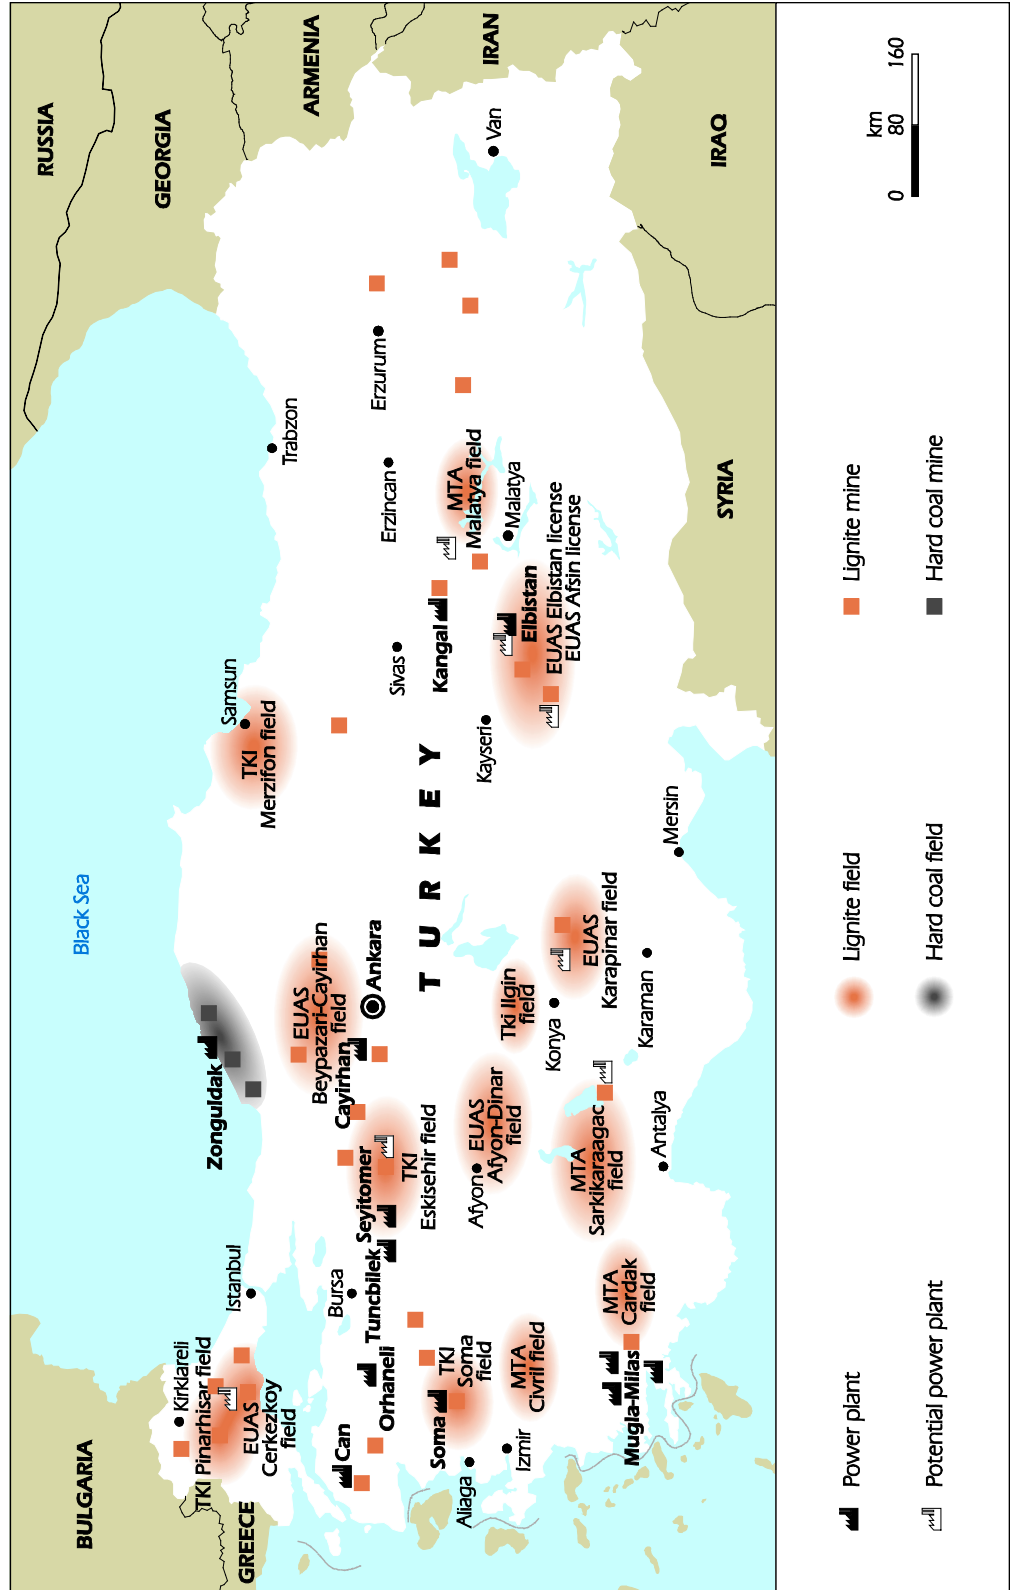 BULGARIA
GREECE
RUSSIA
GEORGIA
ARMENIA
IRAN
IRAQ
SYRIA
Black Sea
T U R K E Y
Kirklareli
TKI Pinarhisar field
EUAS
Cerkezkoy
field
Istanbul
Bursa
Can
Orhaneli
Tuncbilek
Seyitomer
TKI
Eskisehir field
Zonguldak
EUAS
Beypazari-Cayirhan
field
Cayirhan
Ankara
Samsun
TKI
Merzifon field
Trabzon
Erzurum
Erzincan
Sivas
Kangal
MTA
Malatya field
Malatya
Van
Elbistan
EUAS Elbistan license
EUAS Afsin license
Kayseri
Soma
TKI
Soma
field
Aliaga
Izmir
MTA
Civril field
Afyon
EUAS
Afyon-Dinar
field
Tki Ilgin
field
Konya
EUAS
Karapinar field
Karaman
Mersin
MTA
Sarkikaraagac
field
Antalya
MTA
Cardak
field
Mugla-Milas
km
0 80 160
Power plant
Potential power plant
Lignite field
Hard coal field
Lignite mine
Hard coal mine